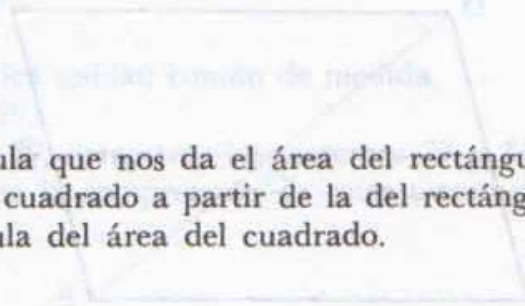 ula que nos da el área del rectángu
cuadrado a partir de la del rectáng
ula del área del cuadrado.